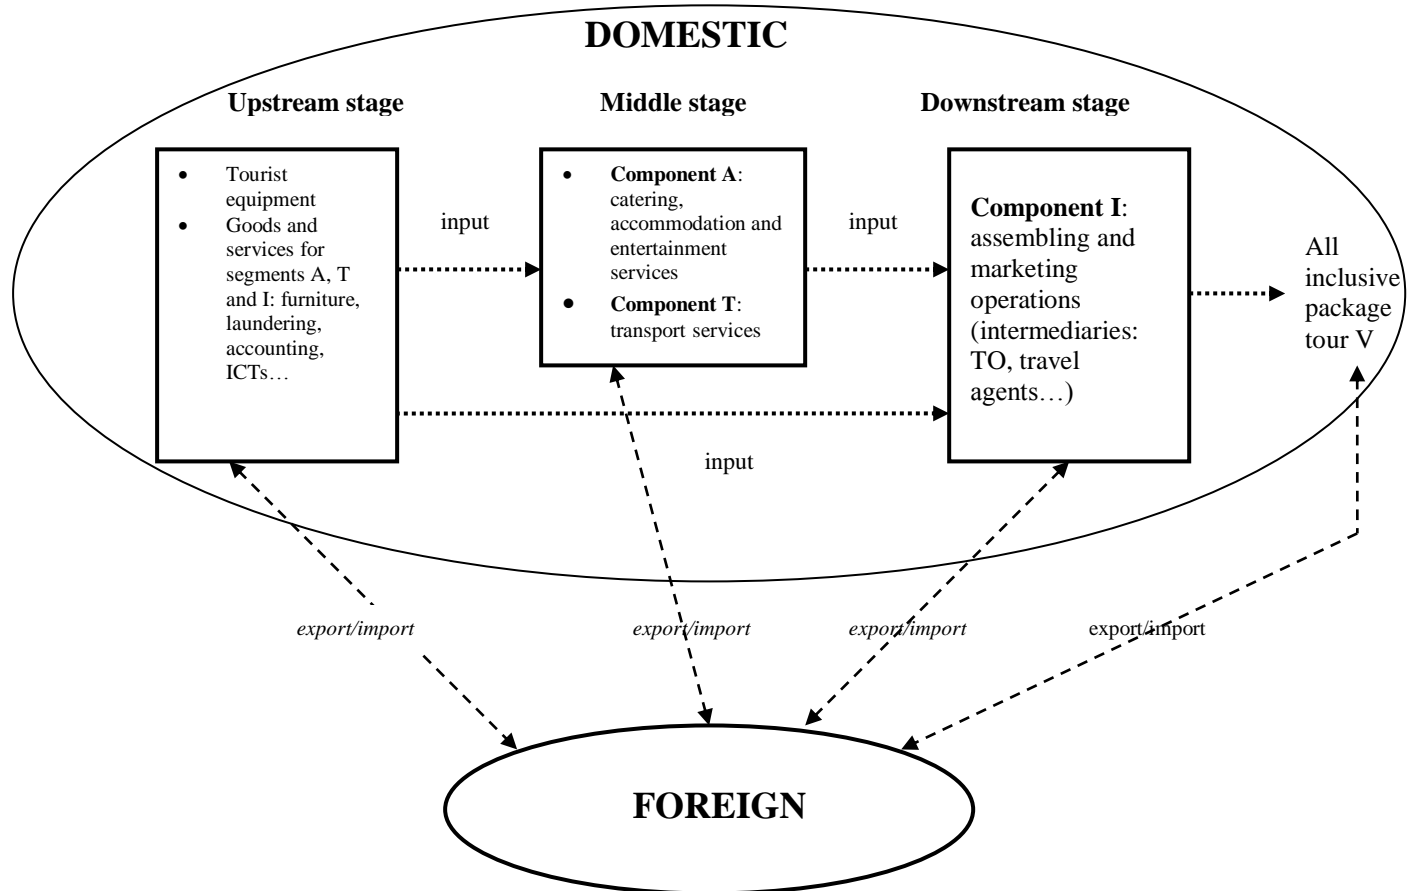 DOMESTIC
Upstream stage
Middle stage
Downstream stage
• Tourist
equipment
• Goods and
services for
segments A, T
and I: furniture,
laundering,
accounting,
ICTs…
input
• Component A:
catering,
accommodation and
entertainment
services
• Component T:
transport services
input
Component I:
assembling and
marketing
operations
(intermediaries:
TO, travel
agents…)
All
inclusive
package
tour V
input
export/import
export/import
export/import
export/import
FOREIGN